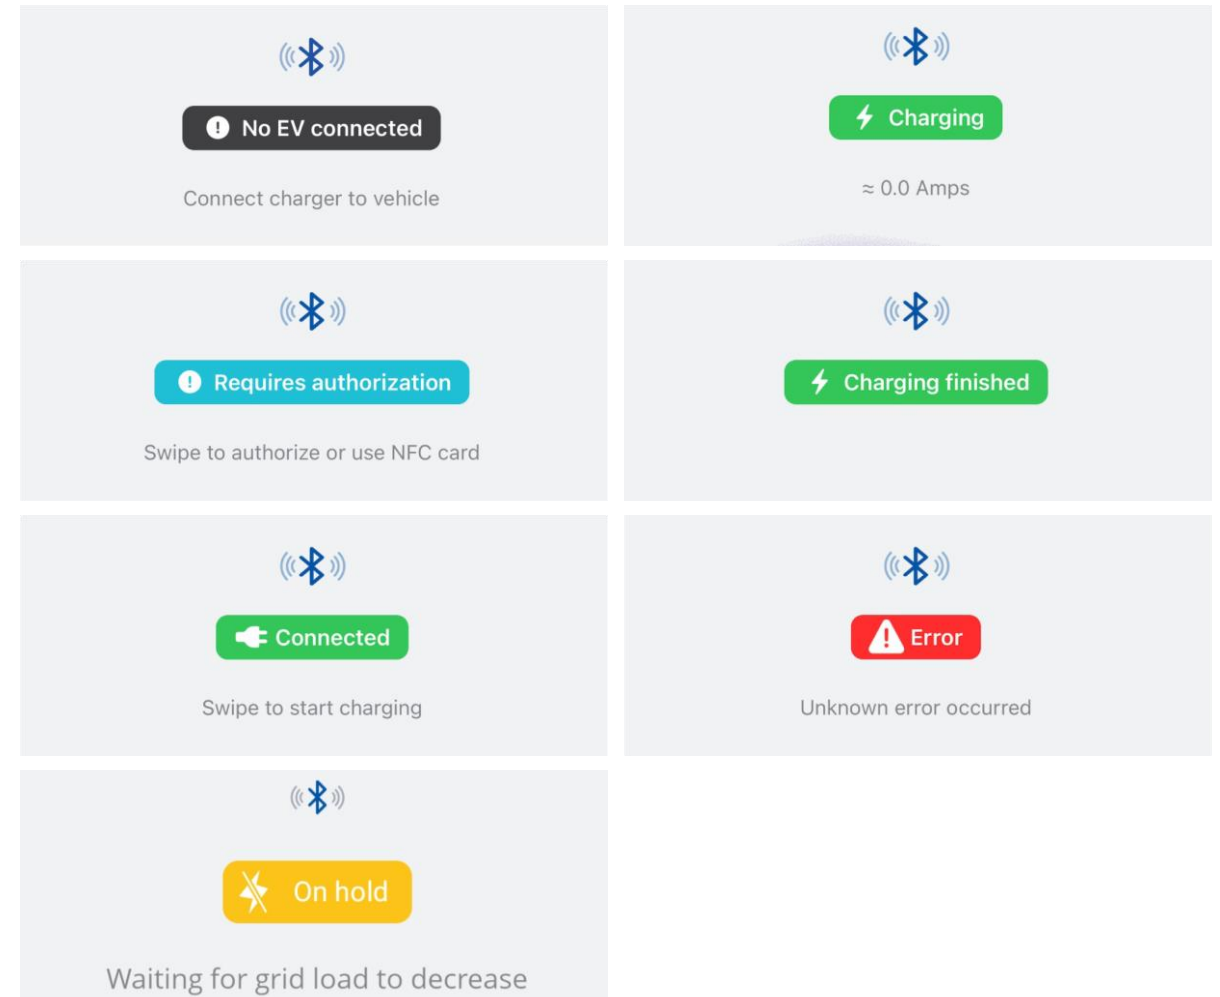 No EV connected
Connect charger to vehicle
Charging
≈ 0.0 Amps
Requires authorization
Swipe to authorize or use NFC card
Charging finished
Connected
Swipe to start charging
Error
Unknown error occurred
On hold
Waiting for grid load to decrease